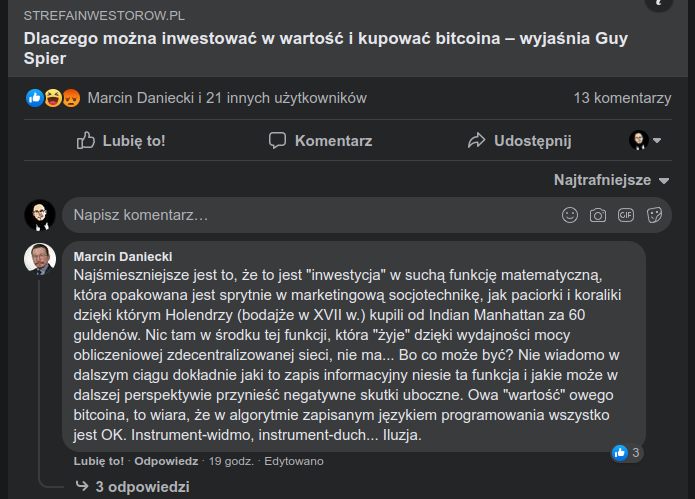 STREFAINWESTOROW.PL
Dlaczego można inwestować w wartość i kupować bitcoina – wyjaśnia Guy
Spier
Marcin Daniecki i 21 innych użytkowników 13 komentarzy
Lubię to! Komentarz Udostępnij
Najtrafniejsze
Napisz komentarz…
GIF
Marcin Daniecki
Najśmieszniejsze jest to, że to jest "inwestycja" w suchą funkcję matematyczną,
która opakowana jest sprytnie w marketingową socjotechnikę, jak paciorki i koraliki
dzięki którym Holendrzy (bodajże w XVII w.) kupili od Indian Manhattan za 60
guldenów. Nic tam w środku tej funkcji, która "żyje" dzięki wydajności mocy
obliczeniowej zdecentralizowanej sieci, nie ma... Bo co może być? Nie wiadomo w
dalszym ciągu dokładnie jaki to zapis informacyjny niesie ta funkcja i jakie może w
dalszej perspektywie przynieść negatywne skutki uboczne. Owa "wartość" owego
bitcoina, to wiara, że w algorytmie zapisanym językiem programowania wszystko
jest OK. Instrument-widmo, instrument-duch... Iluzja.
3
Lubię to! · Odpowiedz · 19 godz. · Edytowano
3 odpowiedzi